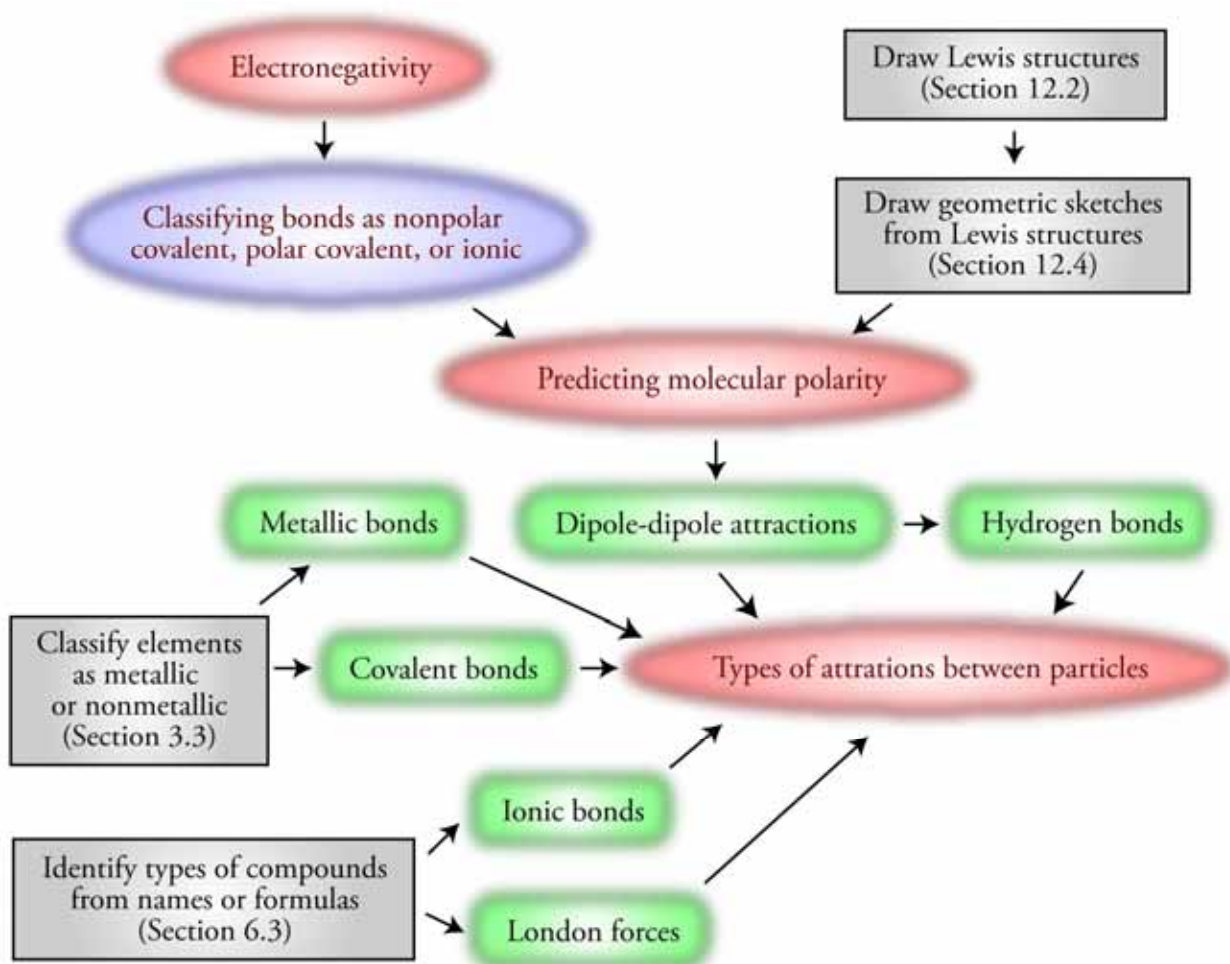 Electronegativity
Draw Lewis structures
(Section 12.2)
Classifying bonds as nonpolar
covalent, polar covalent, or ionic
Draw geometric sketches
from Lewis structures
(Section 12.4)
Predicting molecular polarity
Metallic bonds
Dipole-dipole attractions
Hydrogen bonds
Classify elements
as metallic
or nonmetallic
(Section 3.3)
Covalent bonds
Types of attrations between particles
Ionic bonds
Identify types of compounds
from names or formulas
(Section 6.3)
London forces